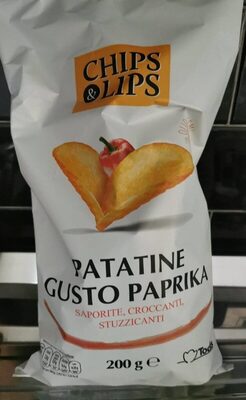 CHIPS
& LIPS
PATATINE
GUSTO PAPRIKA
SAPORITE, CROCCANTI,
STUZZICANTI
200 g e